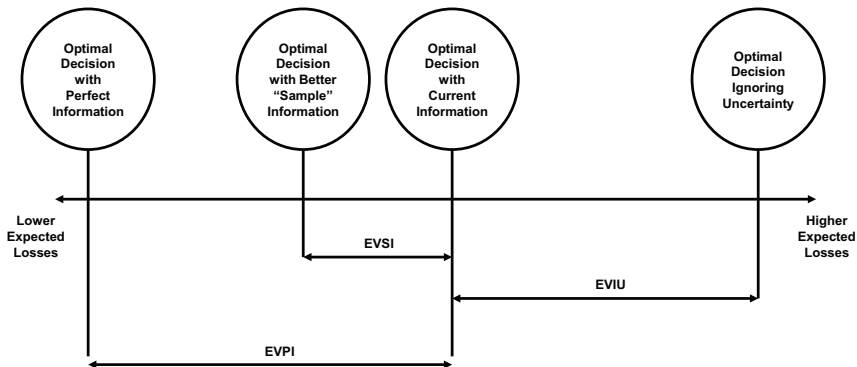 Optimal
Decision
with
Perfect
Information
Optimal
Decision
with Better
“Sample”
Information
Optimal
Decision
with
Current
Information
Optimal
Decision
Ignoring
Uncertainty
Lower
Expected
Losses
Higher
Expected
Losses
EVSI
EVIU
EVPI